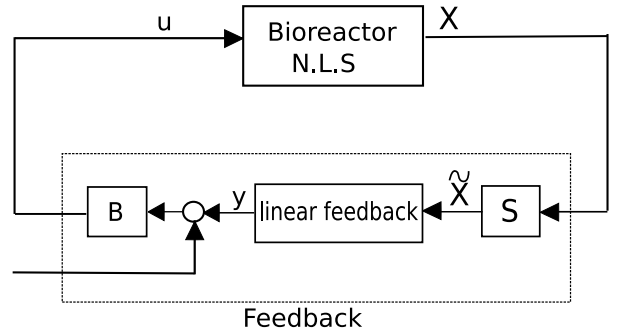 u
Bioreactor
N.L.S
X
B
y
linear feedback
X̃
S
Feedback